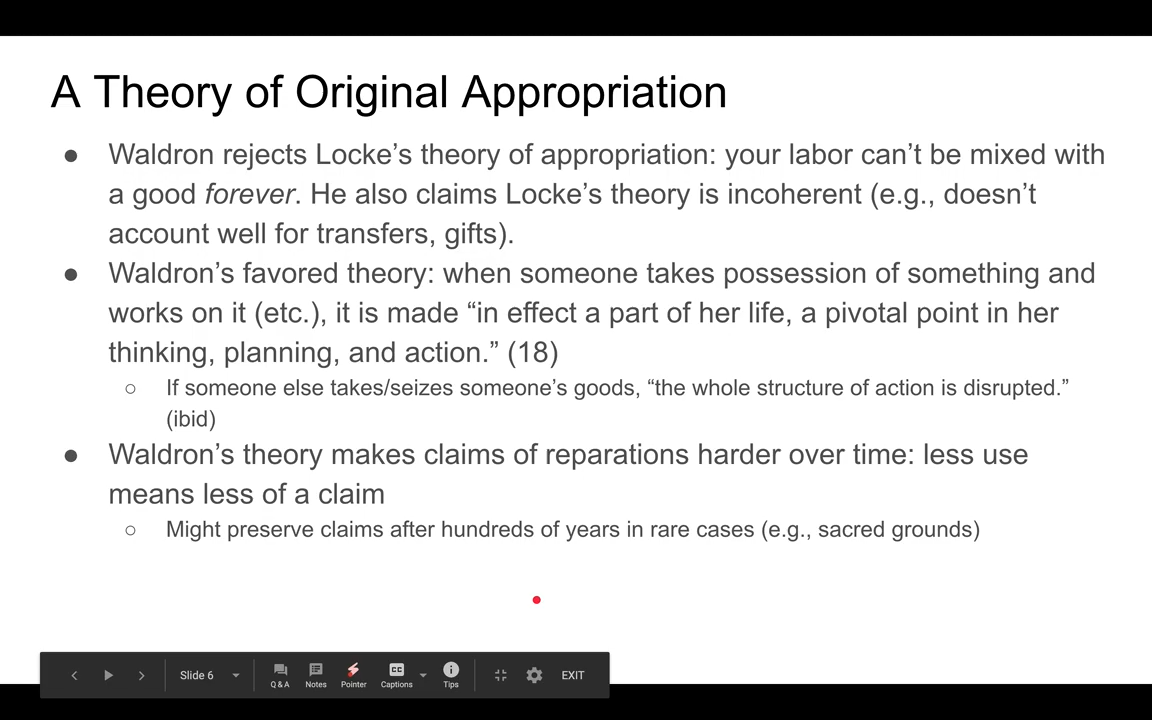 A Theory of Original Appropriation
● Waldron rejects Locke’s theory of appropriation: your labor can’t be mixed with
a good forever. He also claims Locke’s theory is incoherent (e.g., doesn’t
account well for transfers, gifts).
● Waldron’s favored theory: when someone takes possession of something and
works on it (etc.), it is made “in effect a part of her life, a pivotal point in her
thinking, planning, and action.” (18)
○ If someone else takes/seizes someone’s goods, “the whole structure of action is disrupted.”
(ibid)
● Waldron’s theory makes claims of reparations harder over time: less use
means less of a claim
○ Might preserve claims after hundreds of years in rare cases (e.g., sacred grounds)
Slide 6
Q & A
Notes
Pointer
CC
Captions
Tips
EXIT